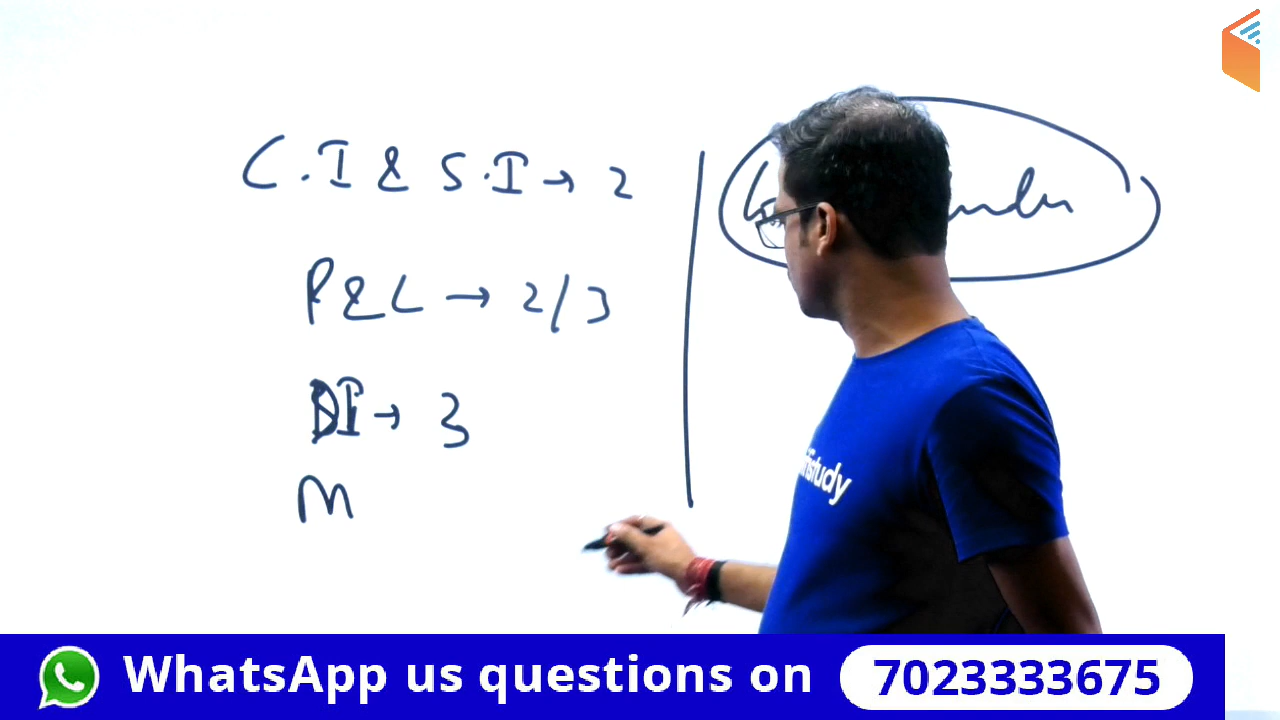 C.I & S.I → 2
P & L → 2/3
DI → 3
M
WhatsApp us questions on 7023333675